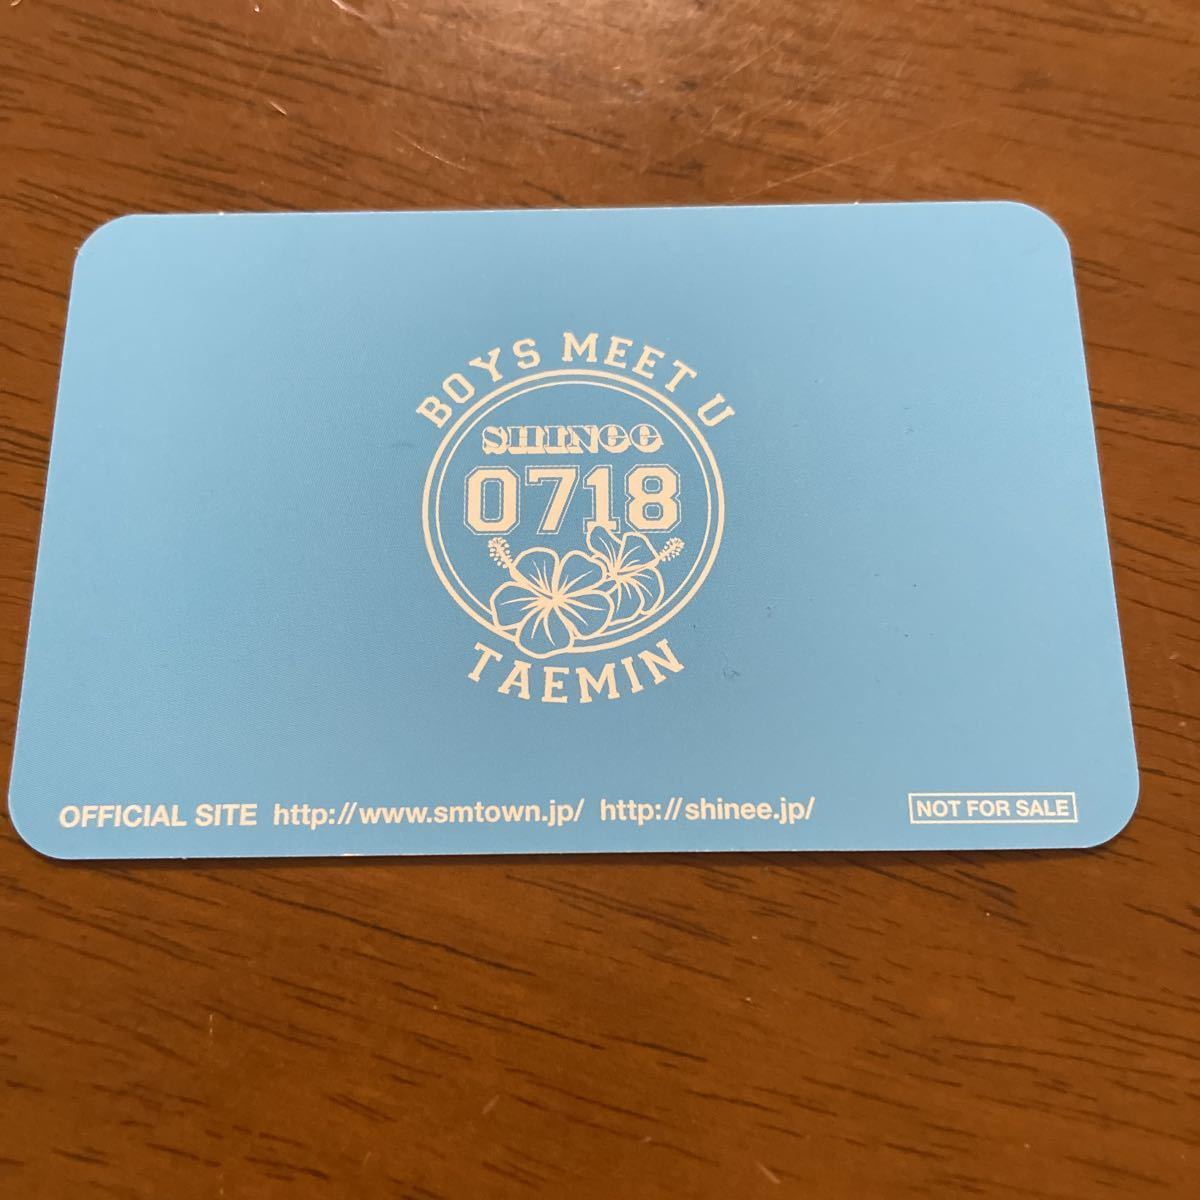 BOYS MEET U
SHINee
0718
TAEMIN
OFFICIAL SITE http://www.smtown.jp/ http://shinee.jp/ NOT FOR SALE